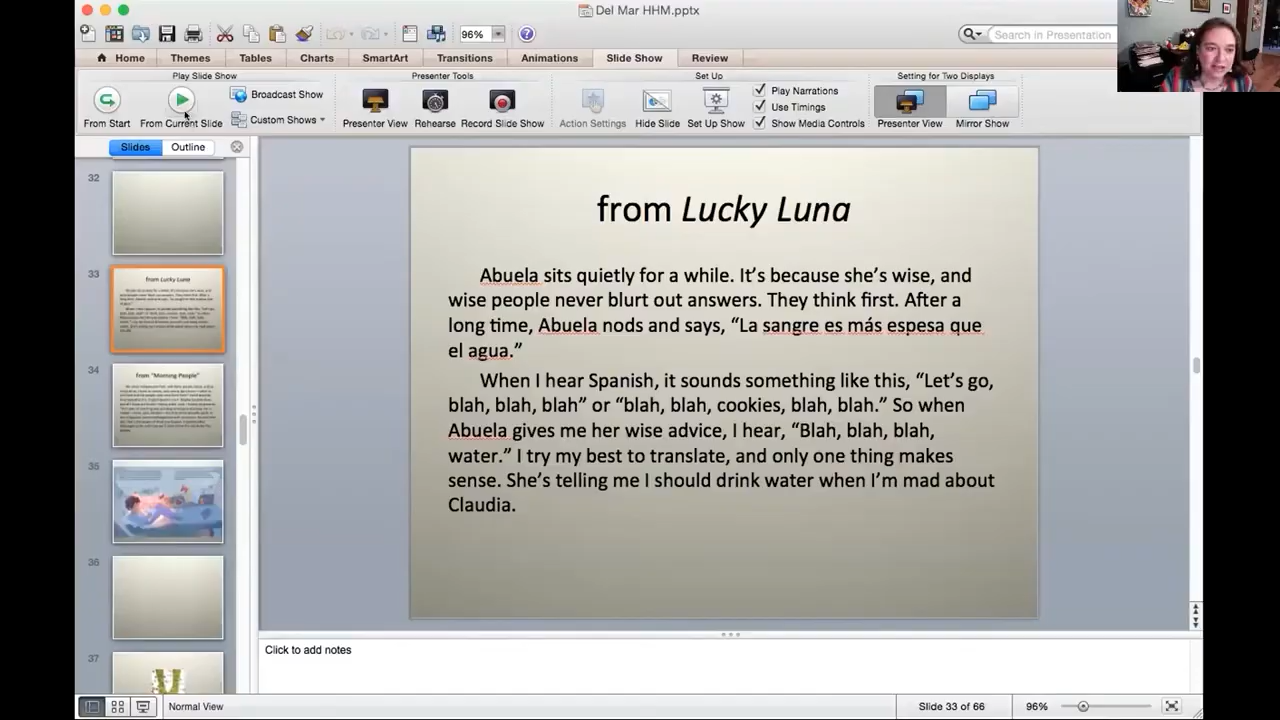 Del Mar HHM.pptx
96%
Search in Presentation
Home
Themes
Tables
Charts
SmartArt
Transitions
Animations
Slide Show
Review
Play Slide Show
Presenter Tools
Set Up
Setting for Two Displays
From Start
From Current Slide
Broadcast Show
Custom Shows
Presenter View
Rehearse
Record Slide Show
Action Settings
Hide Slide
Set Up Show
Play Narrations
Use Timings
Show Media Controls
Presenter View
Mirror Show
Slides
Outline
32
33
from Lucky Luna
34
from "Morning People"
35
36
37
from Lucky Luna
Abuela sits quietly for a while. It's because she's wise, and
wise people never blurt out answers. They think first. After a
long time, Abuela nods and says, "La sangre es más espesa que
el agua."
When I hear Spanish, it sounds something like this, "Let's go,
blah, blah, blah" or "blah, blah, cookies, blah, blah." So when
Abuela gives me her wise advice, I hear, "Blah, blah, blah,
water." I try my best to translate, and only one thing makes
sense. She's telling me I should drink water when I'm mad about
Claudia.
Click to add notes
Normal View
Slide 33 of 66
96%